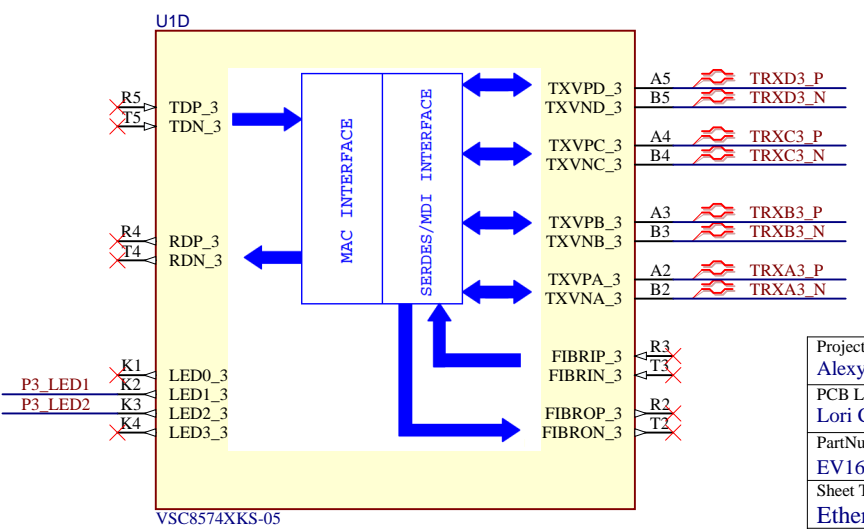 U1D
R5 TDP_3
T5 TDN_3
R4 RDP_3
T4 RDN_3
K1 LED0_3
P3_LED1 K2 LED1_3
P3_LED2 K3 LED2_3
K4 LED3_3
MAC INTERFACE
SERDES/MDI INTERFACE
TXVPD_3 A5 TRXD3_P
TXVND_3 B5 TRXD3_N
TXVPC_3 A4 TRXC3_P
TXVNC_3 B4 TRXC3_N
TXVPB_3 A3 TRXB3_P
TXVNB_3 B3 TRXB3_N
TXVPA_3 A2 TRXA3_P
TXVNA_3 B2 TRXA3_N
FIBRIP_3 R3
FIBRIN_3 T3
FIBROP_3 R2
FIBRON_3 T2
VSC8574XKS-05
Project
Alexy
PCB L
Lori
PartNu
EV16
Sheet T
Ether